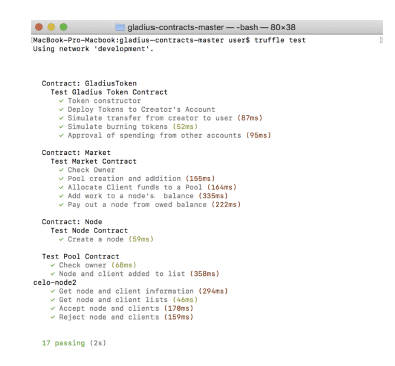 gladius-contracts-master — -bash — 80×38
[MacBook-Pro-Macbook:gladius-contracts-master user$ truffle test ]
Using network 'development'.
Contract: GladiusToken
Test Gladius Token Contract
✓ Token constructor
✓ Deploy Tokens to Creator's Account
✓ Simulate transfer from creator to user (87ms)
✓ Simulate burning tokens (52ms)
✓ Approval of spending from other accounts (95ms)
Contract: Market
Test Market Contract
✓ Check Owner
✓ Pool creation and addition (155ms)
✓ Allocate Client funds to a Pool (164ms)
✓ Add work to a node's balance (335ms)
✓ Pay out a node from owed balance (222ms)
Contract: Node
Test Node Contract
✓ Create a node (59ms)
Test Pool Contract
✓ Check owner (68ms)
✓ Node and client added to list (358ms)
celo-node2
✓ Get node and client information (294ms)
✓ Get node and client lists (46ms)
✓ Accept node and clients (170ms)
✓ Reject node and clients (159ms)
17 passing (2s)